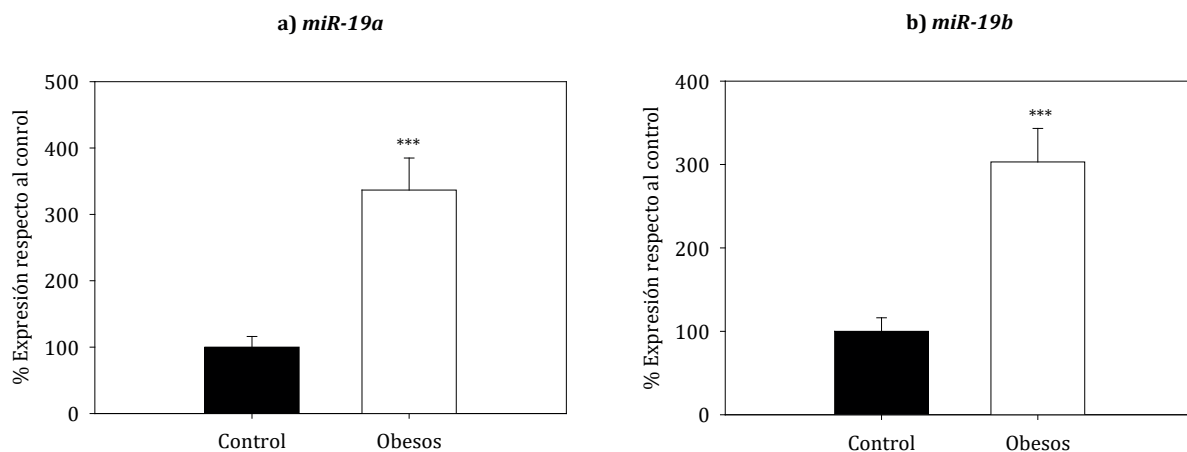 a) miR-19a
% Expresión respecto al conrol
500
400
300
200
100
0
***
Control
Obesos
b) miR-19b
% Expresión respecto al control
400
300
200
100
0
***
Control
Obesos